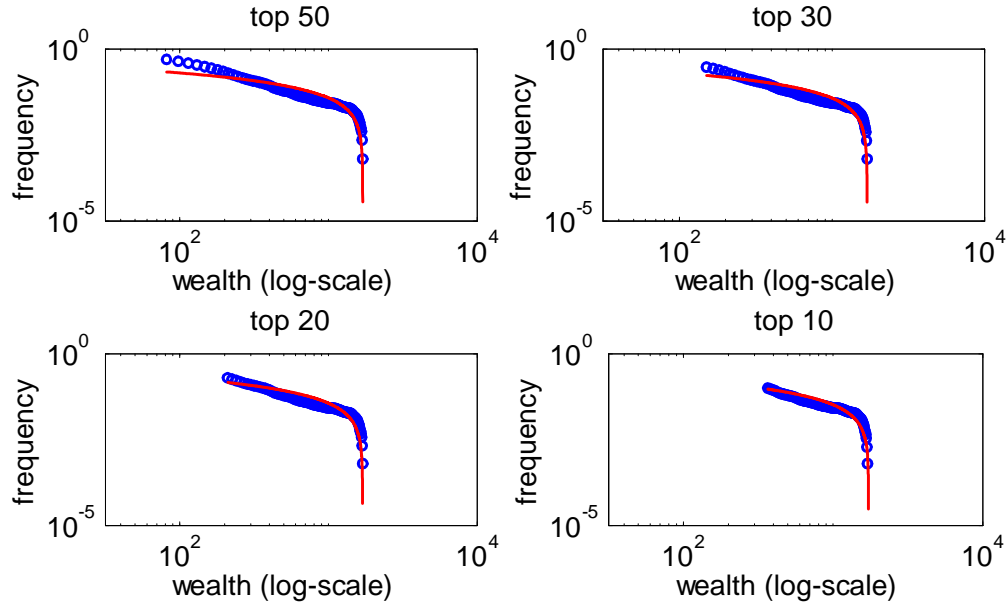 top 50
top 30
10^0
10^-5
frequency
10^2
10^4
wealth (log-scale)
10^0
10^-5
frequency
10^2
10^4
wealth (log-scale)
top 20
top 10
10^0
10^-5
frequency
10^2
10^4
wealth (log-scale)
10^0
10^-5
frequency
10^2
10^4
wealth (log-scale)